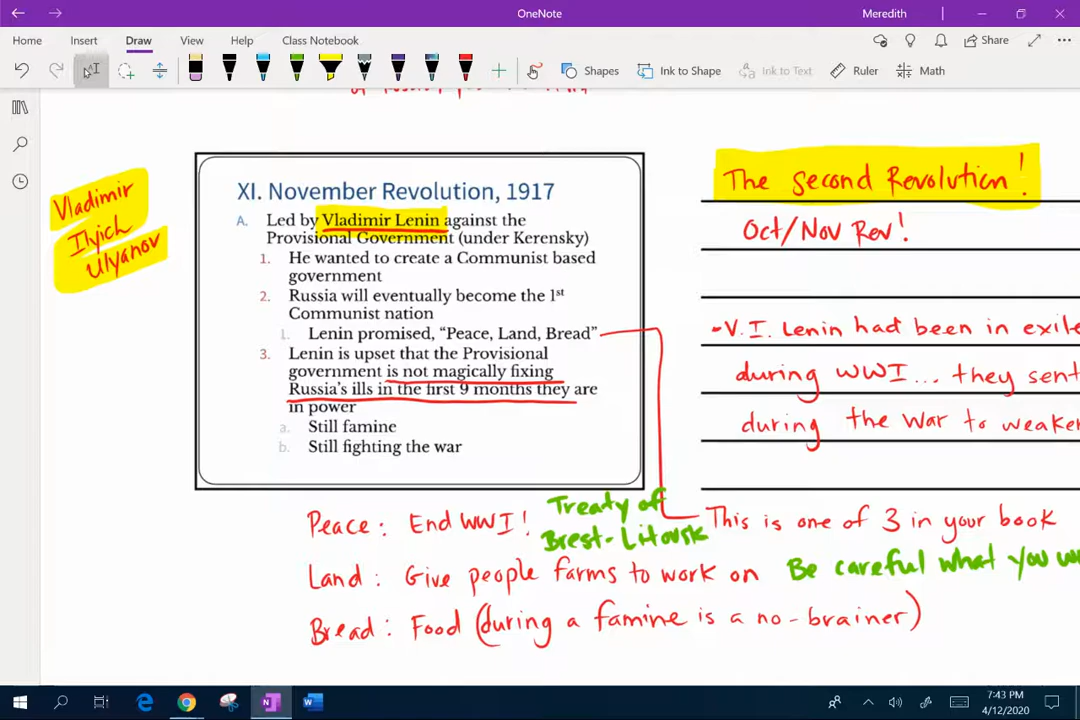 OneNote
Meredith
Home
Insert
Draw
View
Help
Class Notebook
Share
Shapes
Ink to Shape
Ink to Text
Ruler
Math
Vladimir
Ilyich
Ulyanov
XI. November Revolution, 1917
A. Led by Vladimir Lenin against the
Provisional Government (under Kerensky)
1. He wanted to create a Communist based
government
2. Russia will eventually become the 1st
Communist nation
1. Lenin promised, “Peace, Land, Bread”
3. Lenin is upset that the Provisional
government is not magically fixing
Russia’s ills in the first 9 months they are
in power
a. Still famine
b. Still fighting the war
The Second Revolution!
Oct/Nov Rev!
-V.I. Lenin had been in exile
during WWI... they sent
during the war to weaken
Peace: End WWI!
Treaty of
Brest-Litovsk
This is one of 3 in your book
Land: Give people farms to work on
Be careful what you
Bread: Food (during a famine is a no-brainer)
7:43 PM
4/12/2020